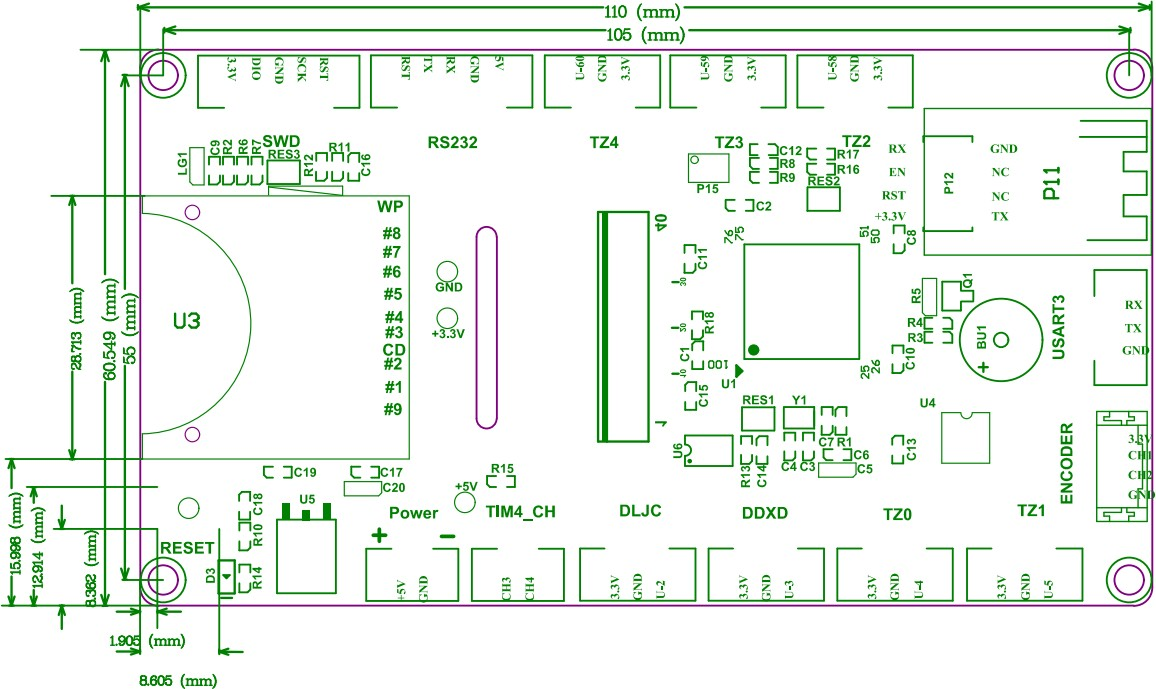 110 (mm)
105 (mm)
3.3V
DIO
GND
SCK
RST
RST
TX
RX
GND
5V
U-60
GND
3.3V
U-59
GND
3.3V
U-58
GND
3.3V
SWD
RS232
TZ4
TZ3
TZ2
LG1
C9
R2
R6
R7
RES3
R12
R11
C16
P15
C12
R8
R9
R17
R16
RES2
C2
RX
EN
RST
+3.3V
P12
GND
NC
NC
TX
P11
WP
#8
#7
#6
#5
#4
#3
CD
#2
#1
#9
U3
GND
+3.3V
40
1
C11
30
R18
30
C1
10
C15
76
75
51
50
100
U1
25
26
C8
R5
Q1
R4
R3
C10
BU1
+
USART3
RX
TX
GND
28.713 (mm)
60.549 (mm)
55 (mm)
U6
RES1
Y1
R13
C14
C4
C3
C7
R1
C6
C5
C13
U4
ENCODER
3.3V
CH1
CH2
GND
C19
C17
C20
R15
+5V
C18
R10
R14
U5
D3
RESET
Power
+
−
TIM4_CH
DLJC
DDXD
TZ0
TZ1
+5V
GND
CH3
CH4
3.3V
GND
U-2
3.3V
GND
U-3
3.3V
GND
U-4
3.3V
GND
U-5
15.998 (mm)
12.914 (mm)
8.382 (mm)
1.905 (mm)
8.605 (mm)